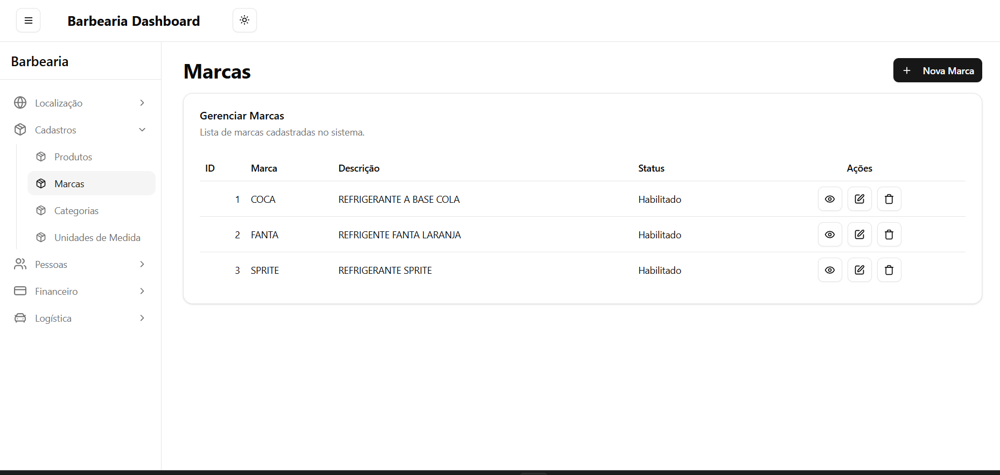 Barbearia Dashboard
Barbearia
Localização
Cadastros
Produtos
Marcas
Categorias
Unidades de Medida
Pessoas
Financeiro
Logística
Marcas
Nova Marca
Gerenciar Marcas
Lista de marcas cadastradas no sistema.
ID Marca Descrição Status Ações
1 COCA REFRIGERANTE A BASE COLA Habilitado
2 FANTA REFRIGENTE FANTA LARANJA Habilitado
3 SPRITE REFRIGERANTE SPRITE Habilitado